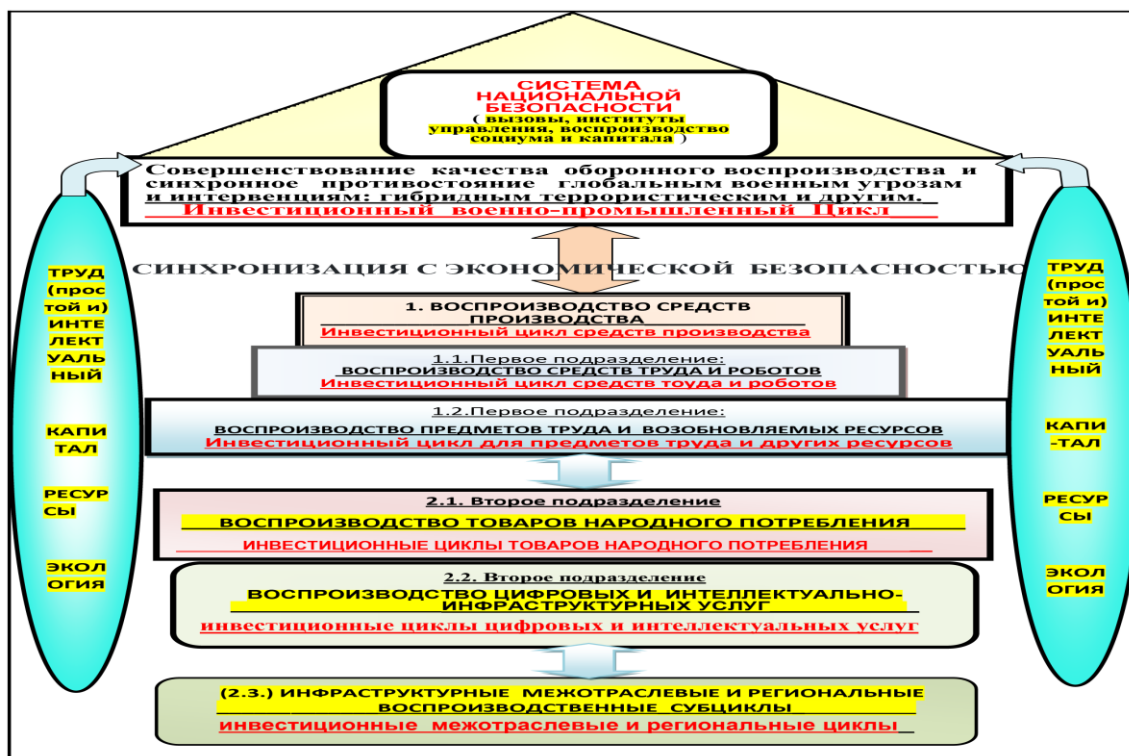 СИСТЕМА
НАЦИОНАЛЬНОЙ
БЕЗОПАСНОСТИ
( вызовы, институты
управления, воспроизводство
социума и капитала )
Совершенствование качества оборонного воспроизводства и
синхронное противостояние глобальным военным угрозам
и интервенциям: гибридным террористическим и другим.
Инвестиционный военно-промышленный Цикл
СИНХРОНИЗАЦИЯ С ЭКОНОМИЧЕСКОЙ БЕЗОПАСНОСТЬЮ
ТРУД
(прос
той и)
ИНТЕ
ЛЕКТ
УАЛЬ
НЫЙ
КАПИ
ТАЛ
РЕСУР
СЫ
ЭКОЛ
ОГИЯ
1. ВОСПРОИЗВОДСТВО СРЕДСТВ
ПРОИЗВОДСТВА
Инвестиционный цикл средств производства
1.1.Первое подразделение:
ВОСПРОИЗВОДСТВО СРЕДСТВ ТРУДА И РОБОТОВ
Инвестиционный цикл средств тоуда и роботов
1.2.Первое подразделение:
ВОСПРОИЗВОДСТВО ПРЕДМЕТОВ ТРУДА И ВОЗОБНОВЛЯЕМЫХ РЕСУРСОВ
Инвестиционный цикл для предметов труда и других ресурсов
2.1. Второе подразделение
ВОСПРОИЗВОДСТВО ТОВАРОВ НАРОДНОГО ПОТРЕБЛЕНИЯ
ИНВЕСТИЦИОННЫЕ ЦИКЛЫ ТОВАРОВ НАРОДНОГО ПОТРЕБЛЕНИЯ
2.2. Второе подразделение
ВОСПРОИЗВОДСТВО ЦИФРОВЫХ И ИНТЕЛЛЕКТУАЛЬНО-
ИНФРАСТРУКТУРНЫХ УСЛУГ
инвестиционные циклы цифровых и интеллектуальных услуг
(2.3.) ИНФРАСТРУКТУРНЫЕ МЕЖОТРАСЛЕВЫЕ И РЕГИОНАЛЬНЫЕ
ВОСПРОИЗВОДСТВЕННЫЕ СУБЦИКЛЫ
инвестиционные межотраслевые и региональные циклы
ТРУД
(прос
той и)
ИНТЕ
ЛЕКТ
УАЛЬ
НЫЙ
КАПИ
-ТАЛ
РЕСУР
СЫ
ЭКОЛ
ОГИЯ